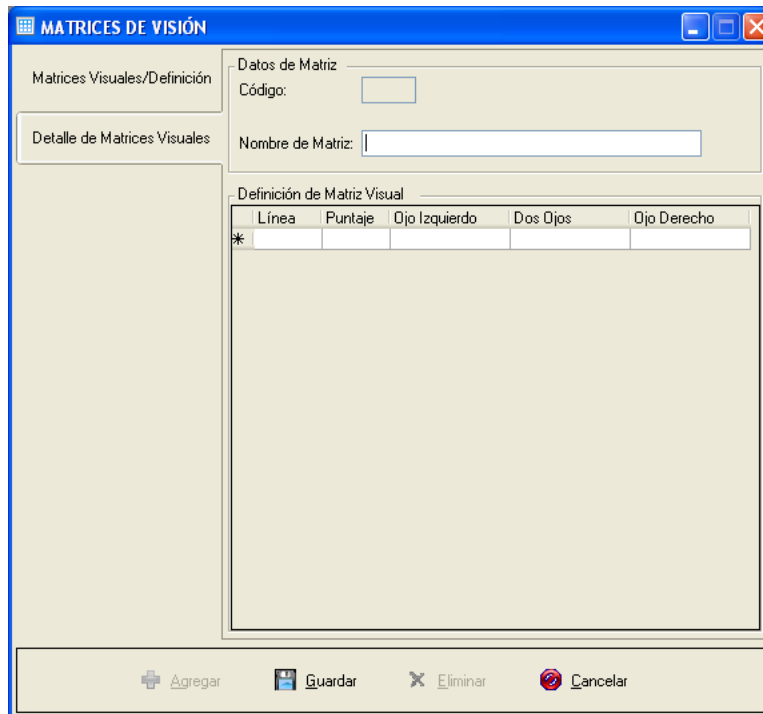 MATRICES DE VISIÓN
Matrices Visuales/Definición
Detalle de Matrices Visuales
Datos de Matriz
Código:
Nombre de Matriz:
Definición de Matriz Visual
Línea Puntaje Ojo Izquierdo Dos Ojos Ojo Derecho
Agregar Guardar Eliminar Cancelar